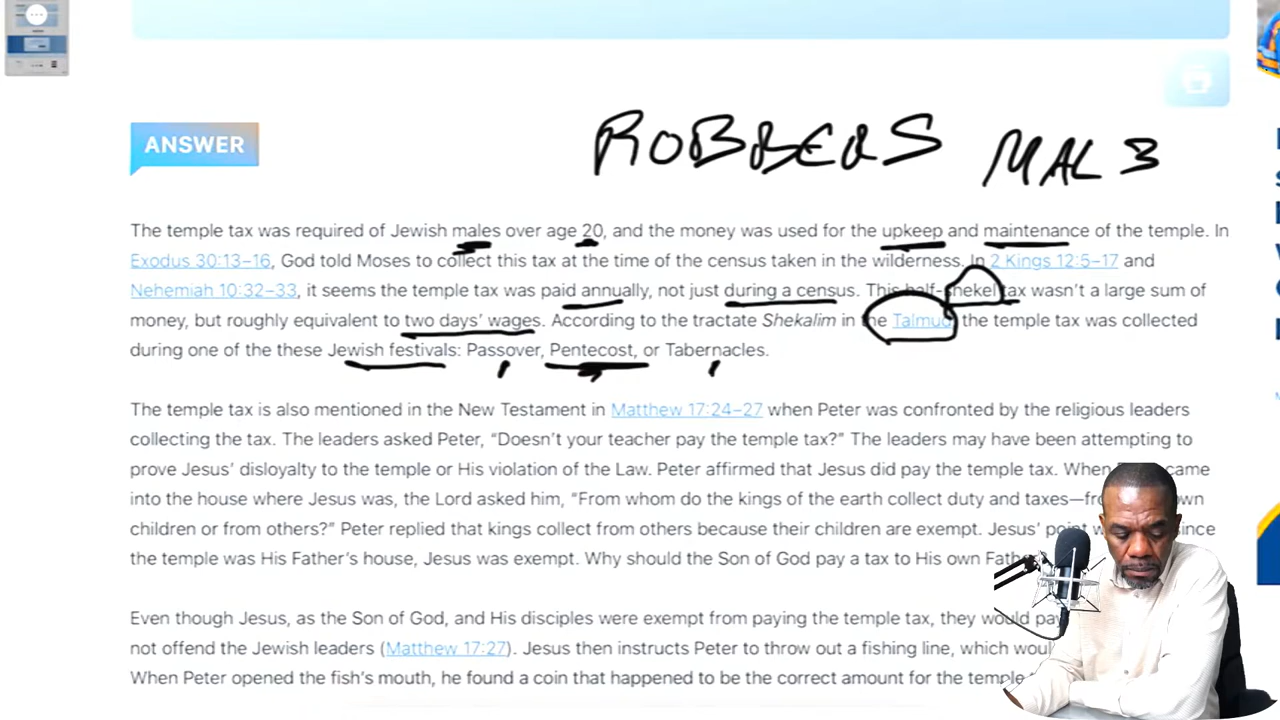 ROBBERS MAL 3
ANSWER
The temple tax was required of Jewish males over age 20, and the money was used for the upkeep and maintenance of the temple. In
Exodus 30:13–16, God told Moses to collect this tax at the time of the census taken in the wilderness. In 2 Kings 12:5–17 and
Nehemiah 10:32–33, it seems the temple tax was paid annually, not just during a census. This half-shekel tax wasn't a large sum of
money, but roughly equivalent to two days' wages. According to the tractate Shekalim in the Talmud, the temple tax was collected
during one of the these Jewish festivals: Passover, Pentecost, or Tabernacles.
The temple tax is also mentioned in the New Testament in Matthew 17:24–27 when Peter was confronted by the religious leaders
collecting the tax. The leaders asked Peter, “Doesn't your teacher pay the temple tax?” The leaders may have been attempting to
prove Jesus' disloyalty to the temple or His violation of the Law. Peter affirmed that Jesus did pay the temple tax. When came
into the house where Jesus was, the Lord asked him, “From whom do the kings of the earth collect duty and taxes—
children or from others?” Peter replied that kings collect from others because their children are exempt. Jesus' since
the temple was His Father's house, Jesus was exempt. Why should the Son of God pay a tax to His own
Even though Jesus, as the Son of God, and His disciples were exempt from paying the temple tax, they would
not offend the Jewish leaders (Matthew 17:27). Jesus then instructs Peter to throw out a fishing line, which
When Peter opened the fish's mouth, he found a coin that happened to be the correct amount for the temple